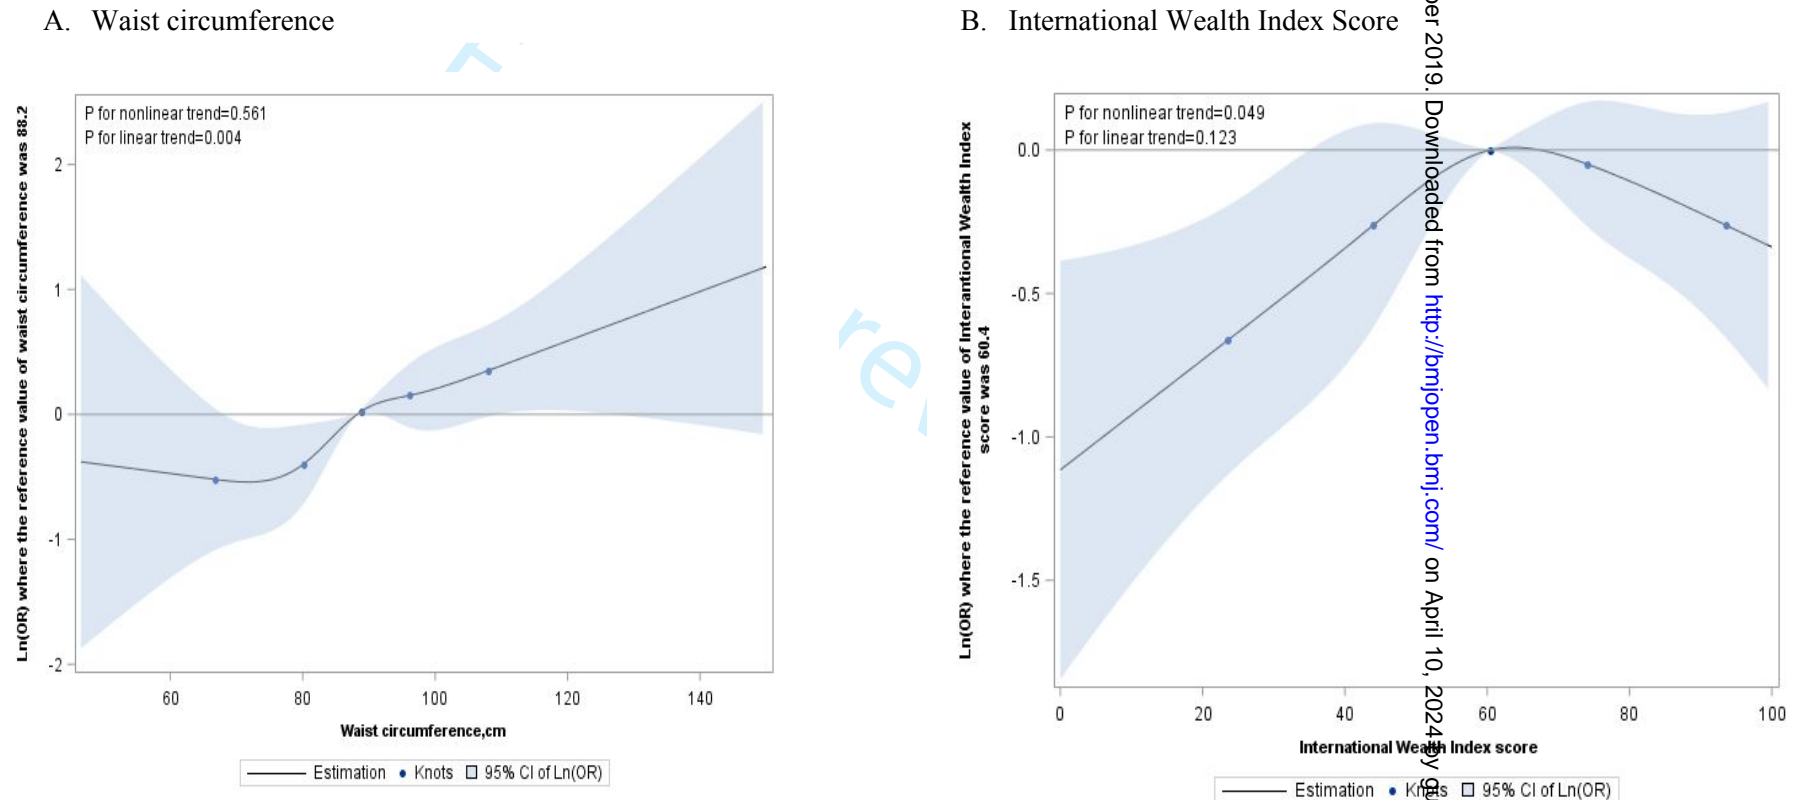 A. Waist circumference
P for nonlinear trend=0.561
P for linear trend=0.004
Ln(OR) where the reference value of waist circumference was 88.2
2
1
0
-1
-2
60
80
100
120
140
Waist circumference,cm
Estimation
Knots
95% CI of Ln(OR)
B. International Wealth Index Score
P for nonlinear trend=0.049
P for linear trend=0.123
Ln(OR) where the reference value of Interantional Wealth Index
score was 60.4
0.0
-0.5
-1.0
-1.5
0
20
40
60
80
100
International Wealth Index score
Estimation
Knots
95% CI of Ln(OR)
2019. Downloaded from http://bmjopen.bmj.com/ on April 10, 2024 by